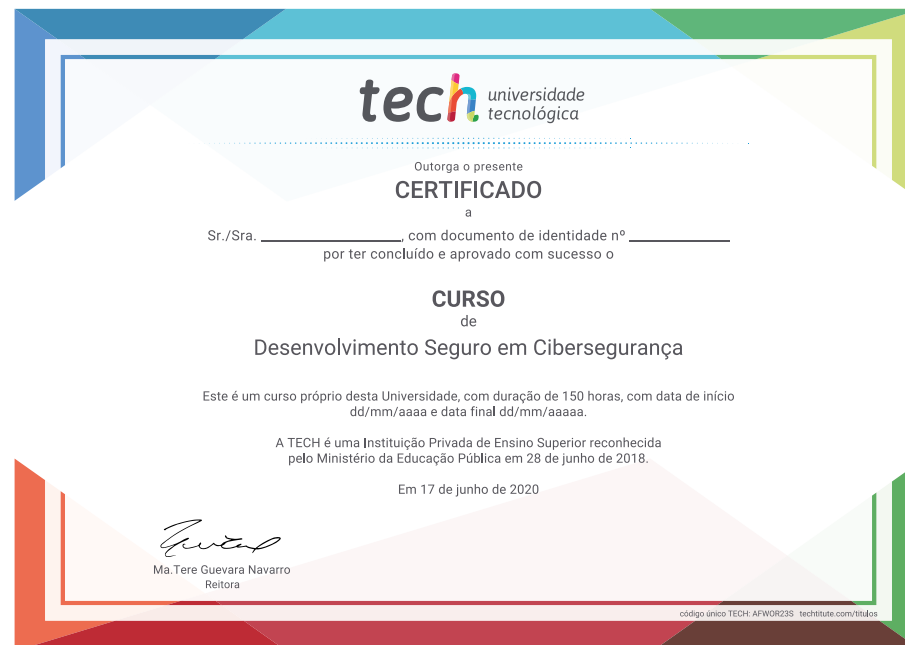 tech universidade
tecnológica
Outorga o presente
CERTIFICADO
a
Sr./Sra. ____________, com documento de identidade nº ____________
por ter concluído e aprovado com sucesso o
CURSO
de
Desenvolvimento Seguro em Cibersegurança
Este é um curso próprio desta Universidade, com duração de 150 horas, com data de início
dd/mm/aaaa e data final dd/mm/aaaaa.
A TECH é uma Instituição Privada de Ensino Superior reconhecida
pelo Ministério da Educação Pública em 28 de junho de 2018.
Em 17 de junho de 2020
Ma.Tere Guevara Navarro
Reitora
código único TECH: AFWOR23S techtitute.com/titulos